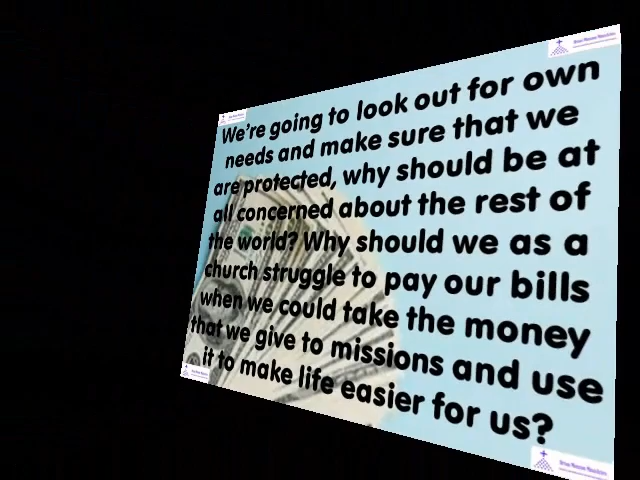 We're going to look out for own
needs and make sure that we
are protected, why should be at
all concerned about the rest of
the world? Why should we as a
church struggle to pay our bills
when we could take the money
that we give to missions and use
it to make life easier for us?